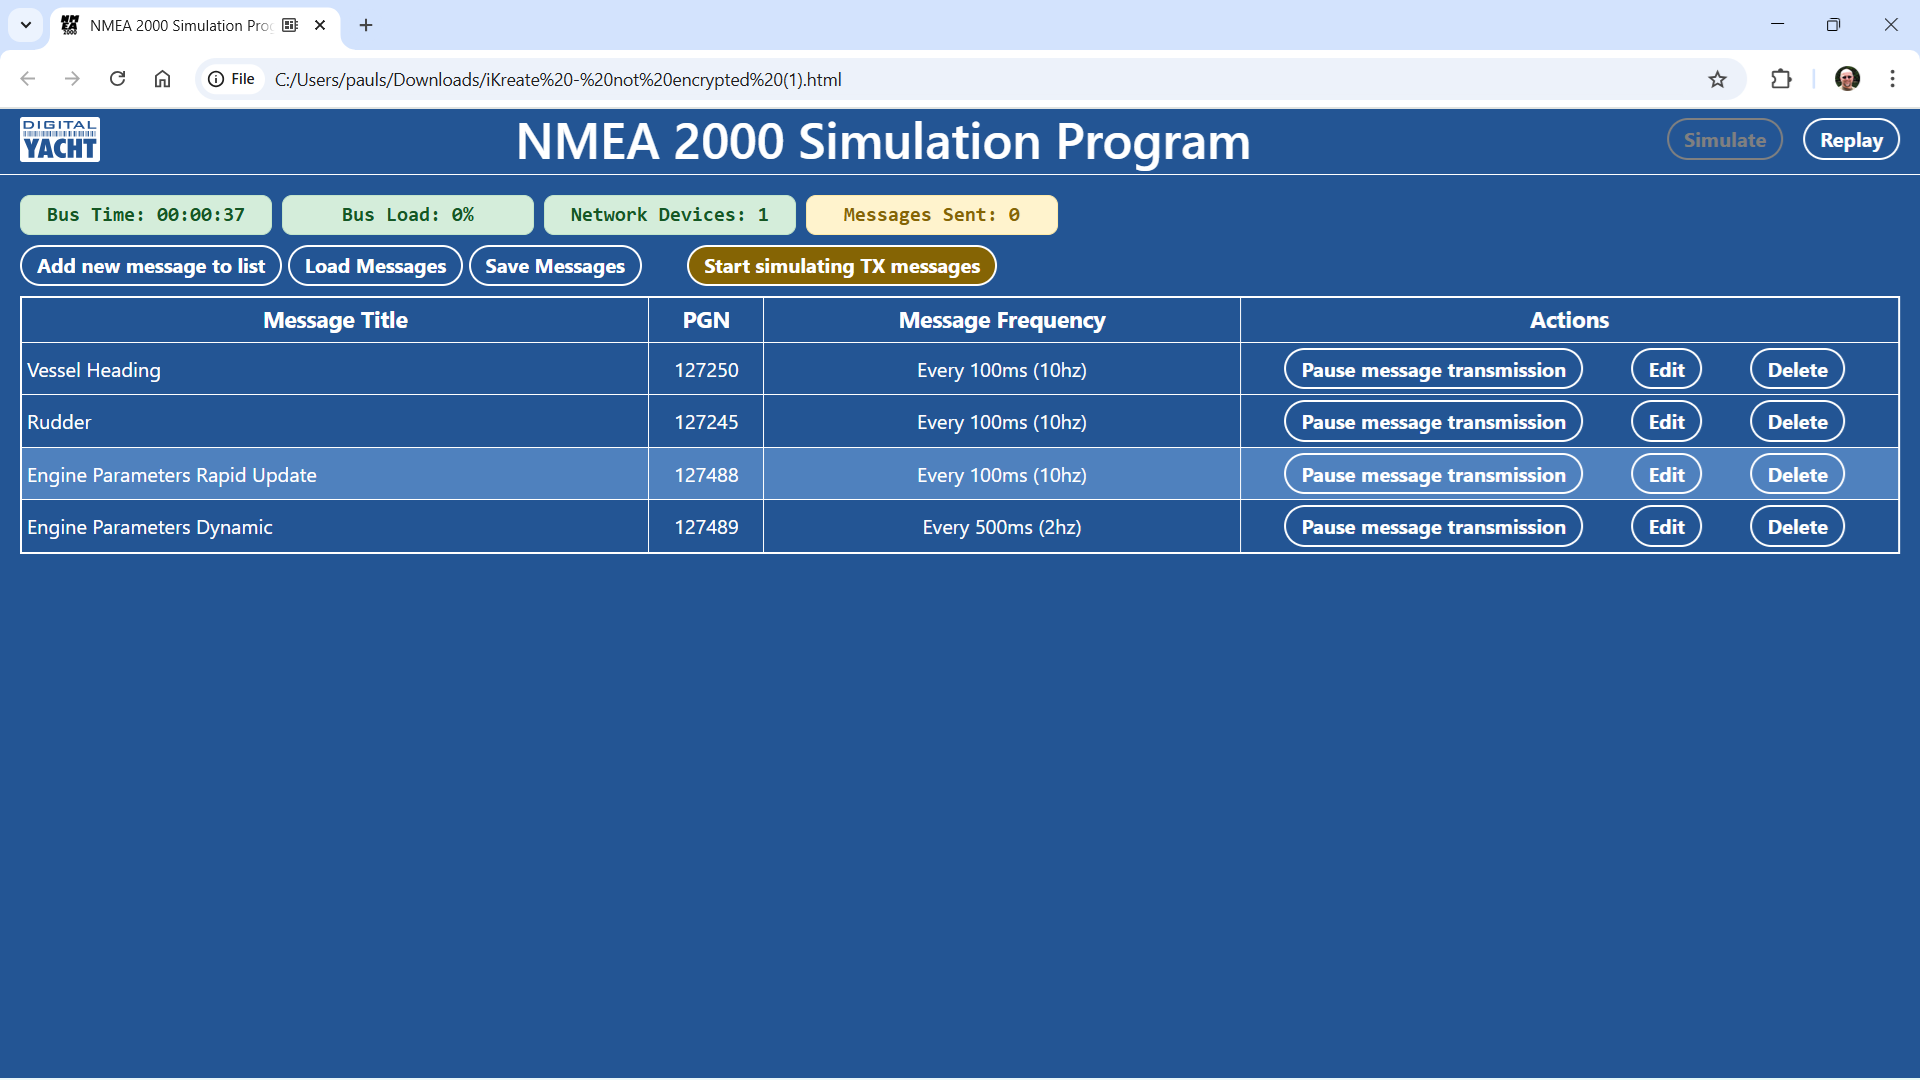 NMEA 2000 Simulation Prog
File C:/Users/pauls/Downloads/iKreate%20-%20not%20encrypted%20(1).html
DIGITAL
YACHT
NMEA 2000 Simulation Program
Simulate Replay
Bus Time: 00:00:37 Bus Load: 0% Network Devices: 1 Messages Sent: 0
Add new message to list Load Messages Save Messages Start simulating TX messages
Message Title PGN Message Frequency Actions
Vessel Heading 127250 Every 100ms (10hz) Pause message transmission Edit Delete
Rudder 127245 Every 100ms (10hz) Pause message transmission Edit Delete
Engine Parameters Rapid Update 127488 Every 100ms (10hz) Pause message transmission Edit Delete
Engine Parameters Dynamic 127489 Every 500ms (2hz) Pause message transmission Edit Delete